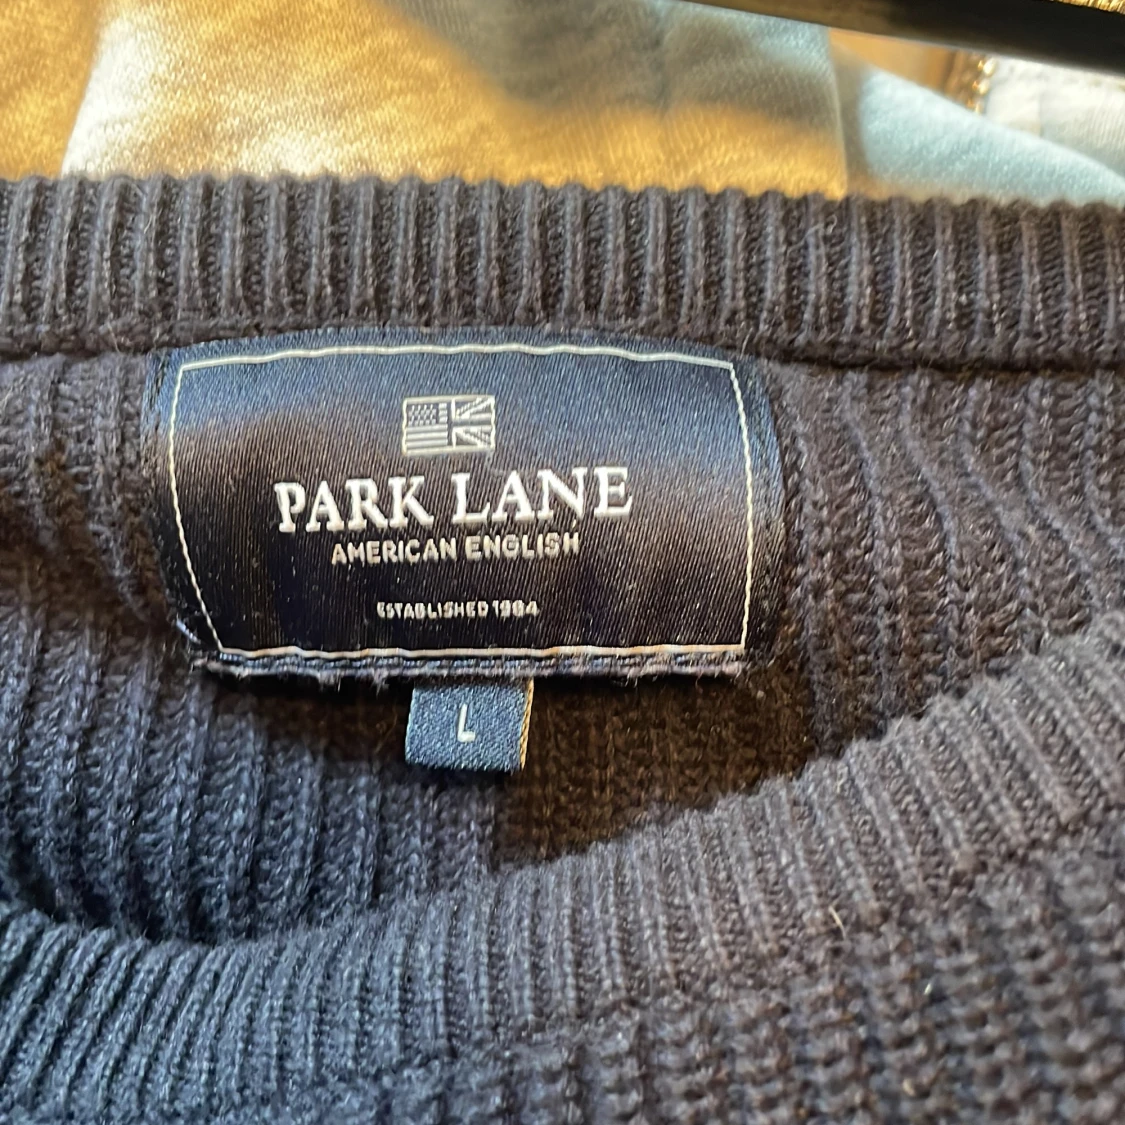 PARK LANE
AMERICAN ENGLISH
ESTABLISHED 1984
L